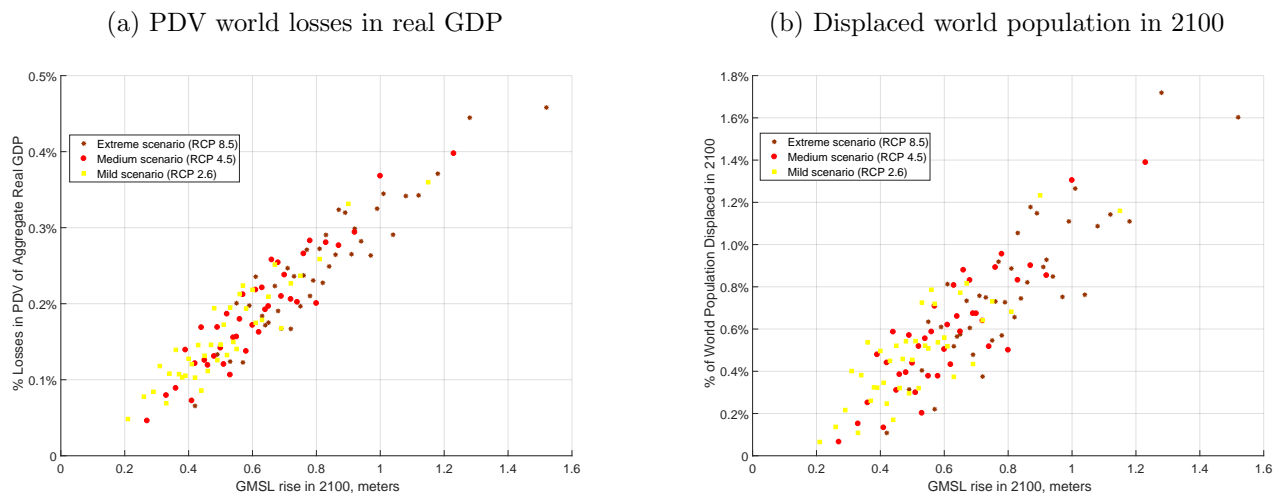 (a) PDV world losses in real GDP
0.5%
0.4%
0.3%
0.2%
0.1%
0
% Losses in PDV of Aggregate Real GDP
Extreme scenario (RCP 8.5)
Medium scenario (RCP 4.5)
Mild scenario (RCP 2.6)
0 0.2 0.4 0.6 0.8 1 1.2 1.4 1.6
GMSL rise in 2100, meters
(b) Displaced world population in 2100
1.8%
1.6%
1.4%
1.2%
1.0%
0.8%
0.6%
0.4%
0.2%
0
% of World Population Displaced in 2100
Extreme scenario (RCP 8.5)
Medium scenario (RCP 4.5)
Mild scenario (RCP 2.6)
0 0.2 0.4 0.6 0.8 1 1.2 1.4 1.6
GMSL rise in 2100, meters